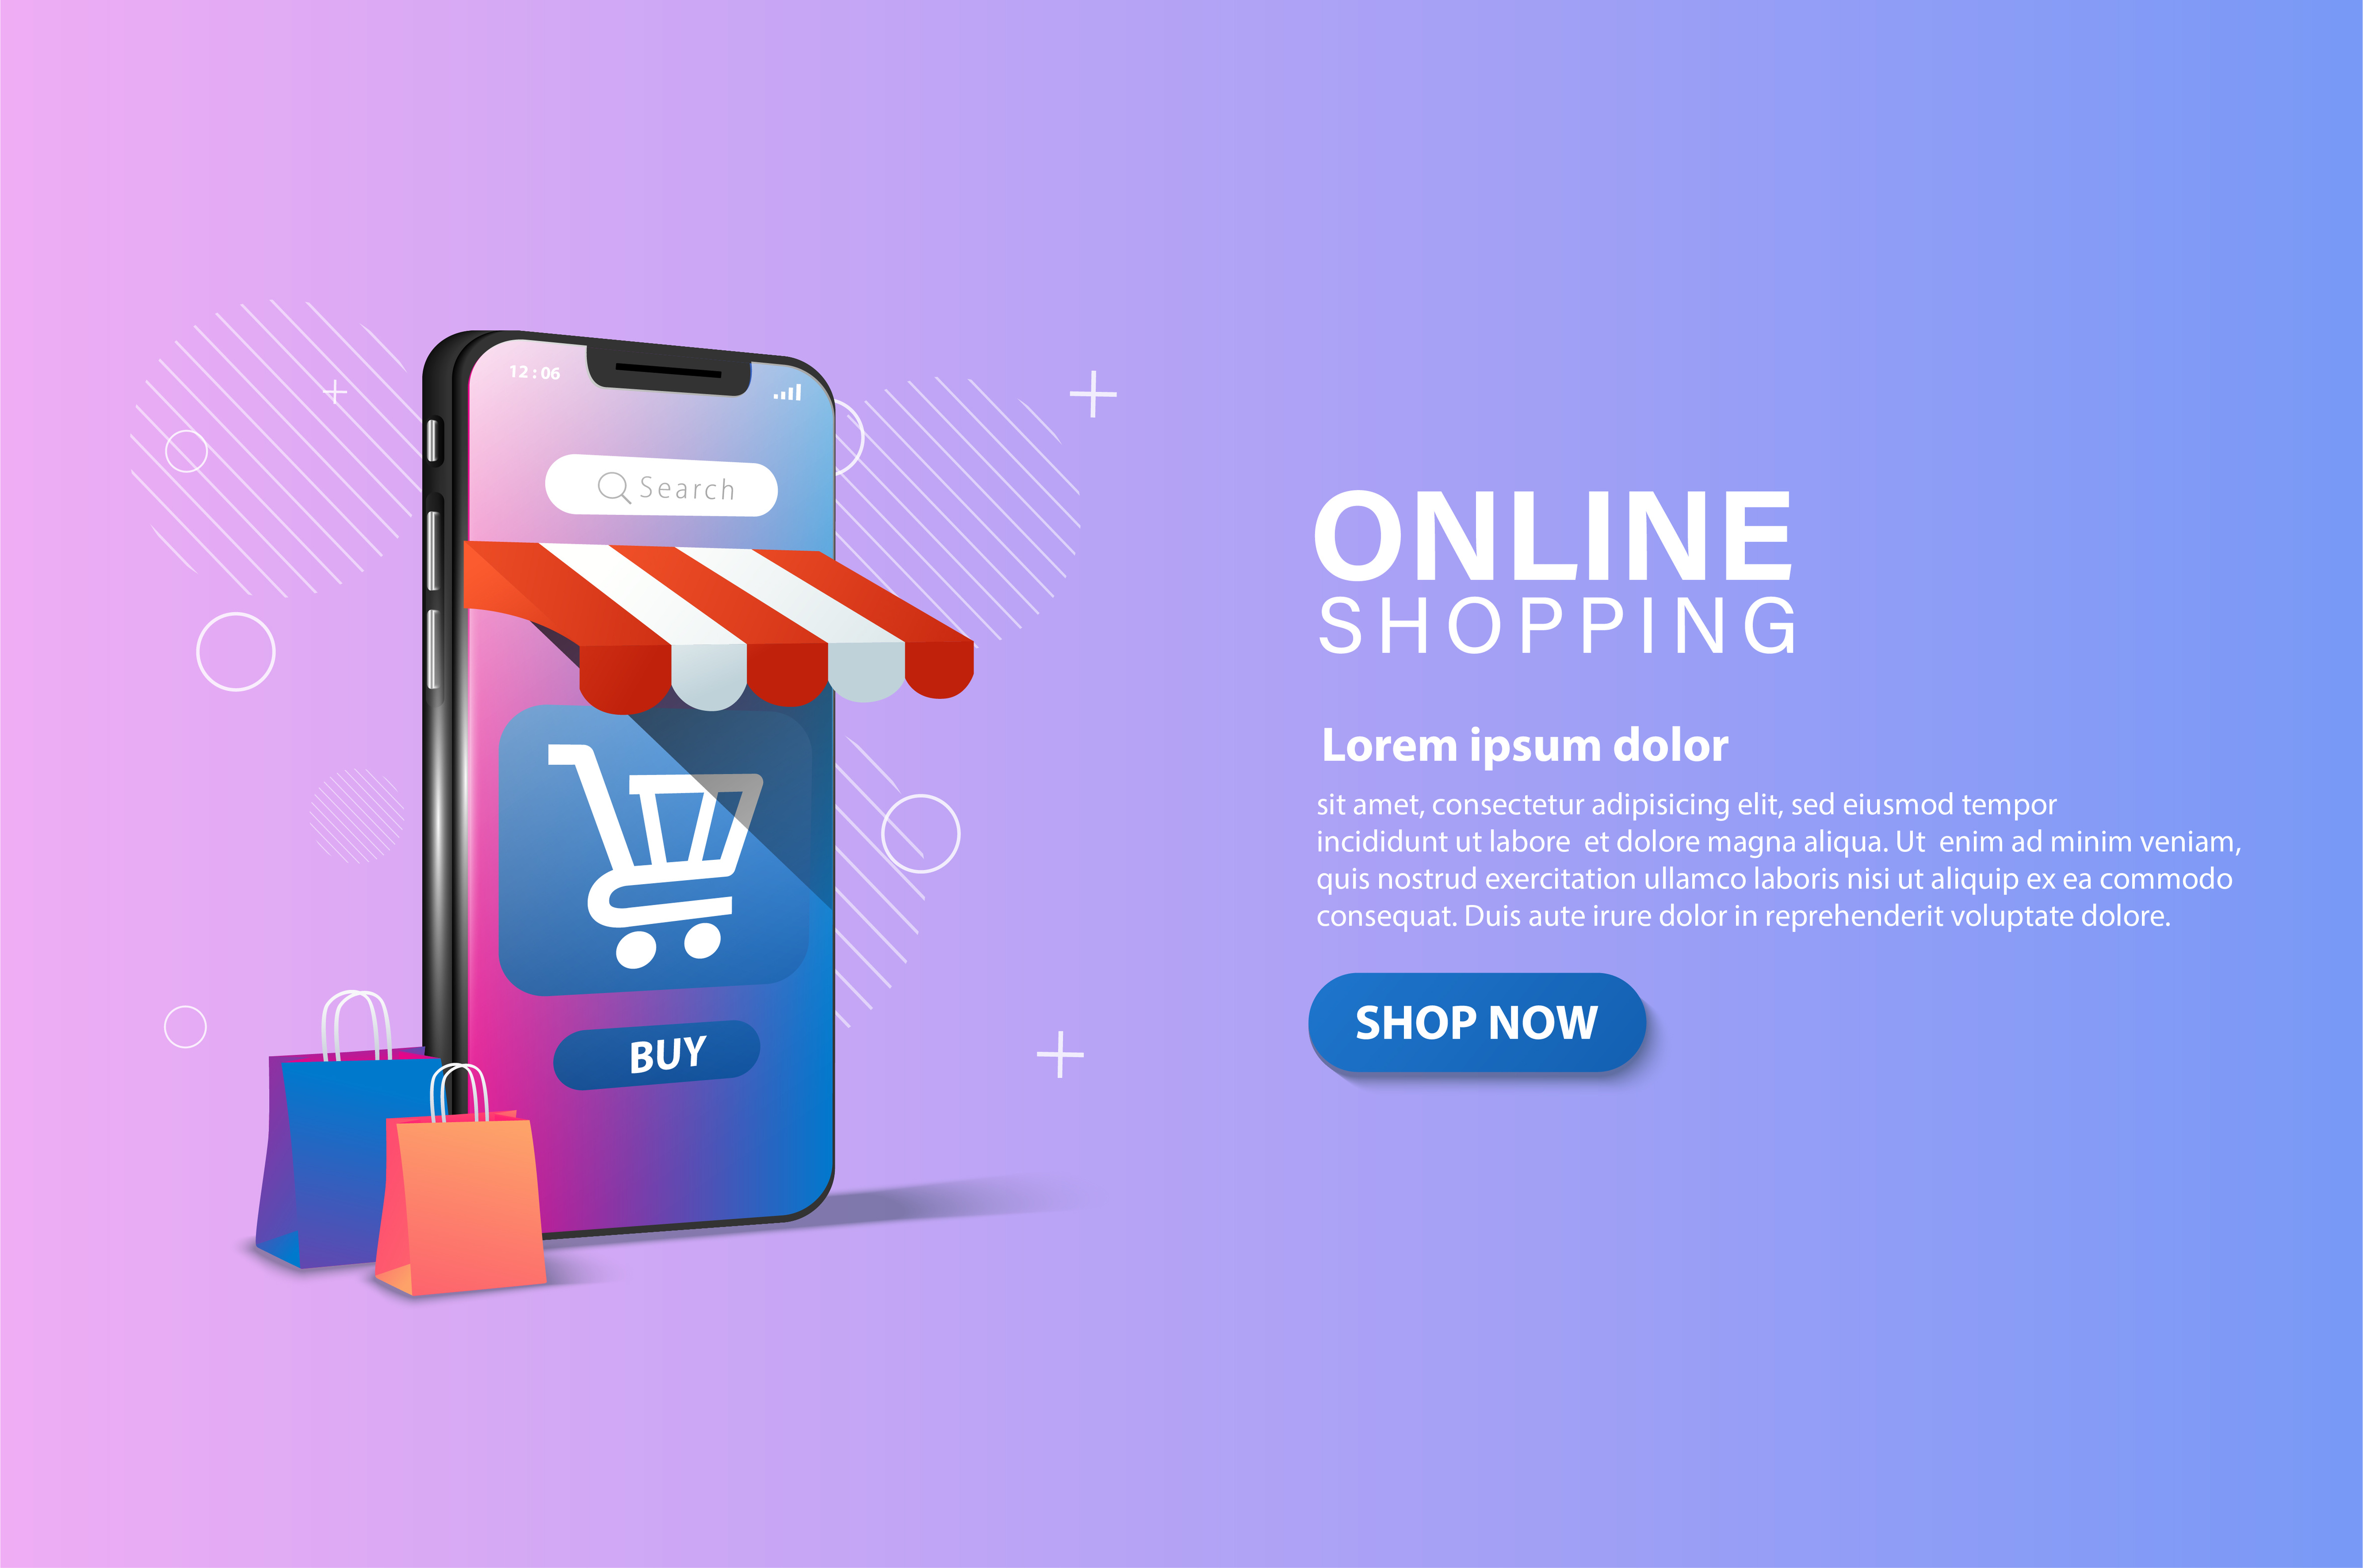 12:06
Search
BUY
ONLINE
SHOPPING
Lorem ipsum dolor
sit amet, consectetur adipisicing elit, sed eiusmod tempor
incididunt ut labore et dolore magna aliqua. Ut enim ad minim veniam,
quis nostrud exercitation ullamco laboris nisi ut aliquip ex ea commodo
consequat. Duis aute irure dolor in reprehenderit voluptate dolore.
SHOP NOW